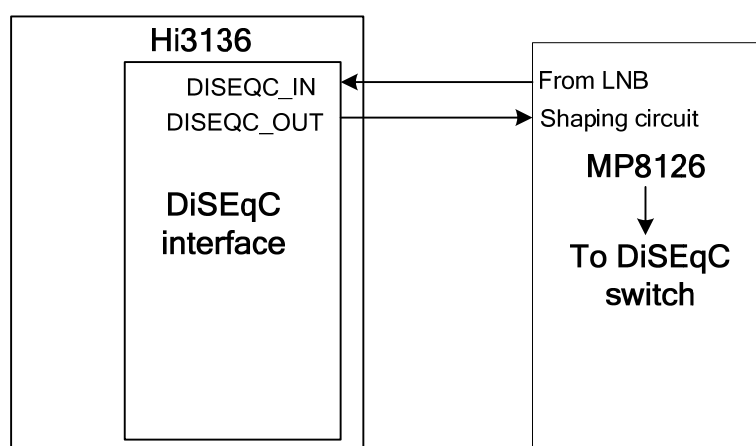 Hi3136
DISEQC_IN
DISEQC_OUT
DiSEqC
interface
From LNB
Shaping circuit
MP8126
To DiSEqC
switch